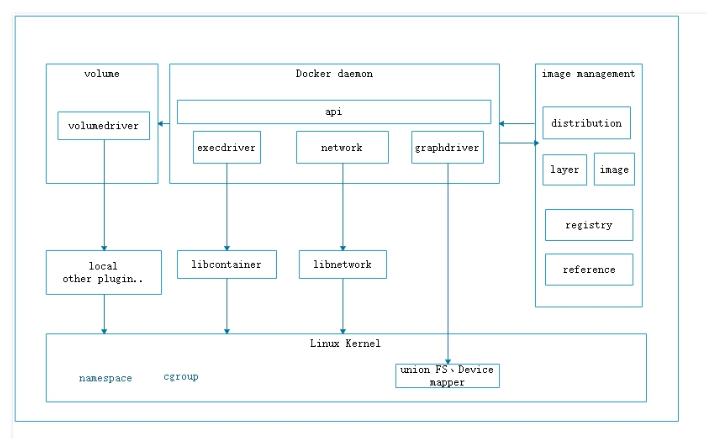 volume
Docker daemon
image management
api
volumedriver
distribution
execdriver
network
graphdriver
layer
image
registry
local
other plugin..
libcontainer
libnetwork
reference
Linux Kernel
namespace
cgroup
union FS、Device
mapper